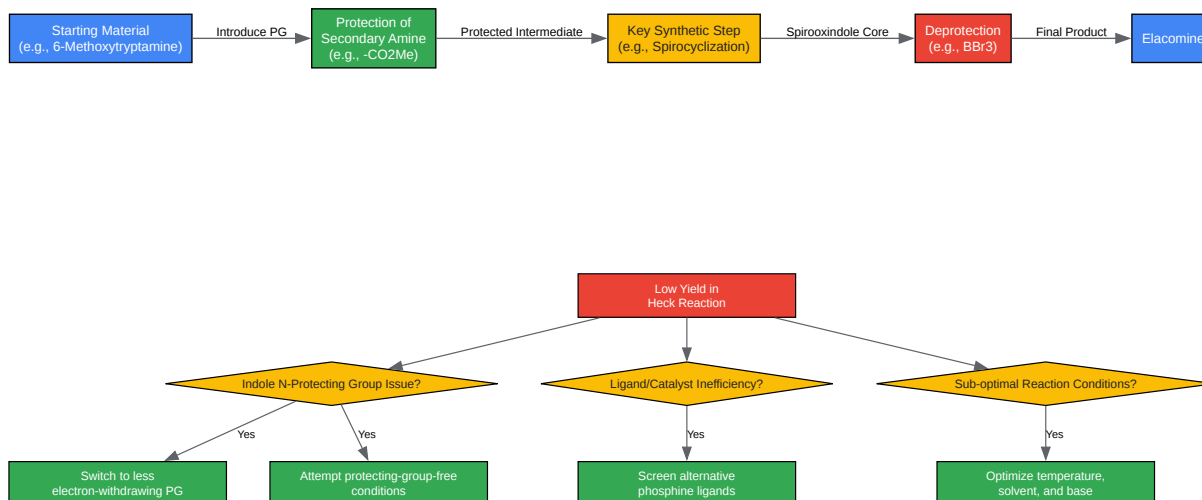 Starting Material
(e.g., 6-Methoxytryptamine)
Introduce PG
Protection of
Secondary Amine
(e.g., -CO2Me)
Protected Intermediate
Key Synthetic Step
(e.g., Spirocyclization)
Spirooxindole Core
Deprotection
(e.g., BBr3)
Final Product
Elacomine
Low Yield in
Heck Reaction
Indole N-Protecting Group Issue?
Ligand/Catalyst Inefficiency?
Sub-optimal Reaction Conditions?
Yes
Yes
Yes
Yes
Switch to less
electron-withdrawing PG
Attempt protecting-group-free
conditions
Screen alternative
phosphine ligands
Optimize temperature,
solvent, and base